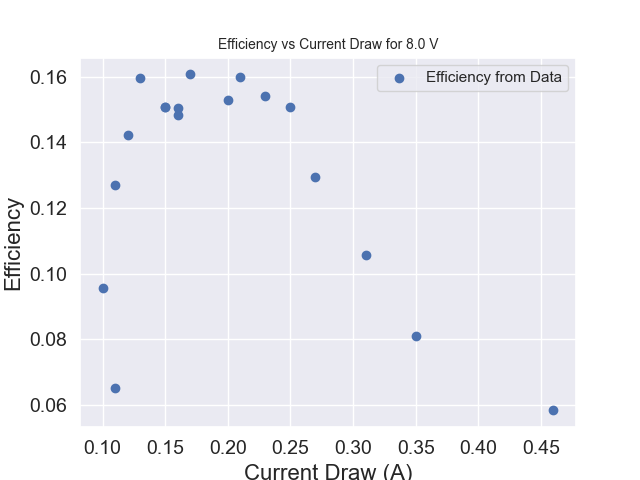 Efficiency vs Current Draw for 8.0 V
Efficiency from Data
0.16
0.14
0.12
0.10
0.08
0.06
Efficiency
0.10 0.15 0.20 0.25 0.30 0.35 0.40 0.45
Current Draw (A)